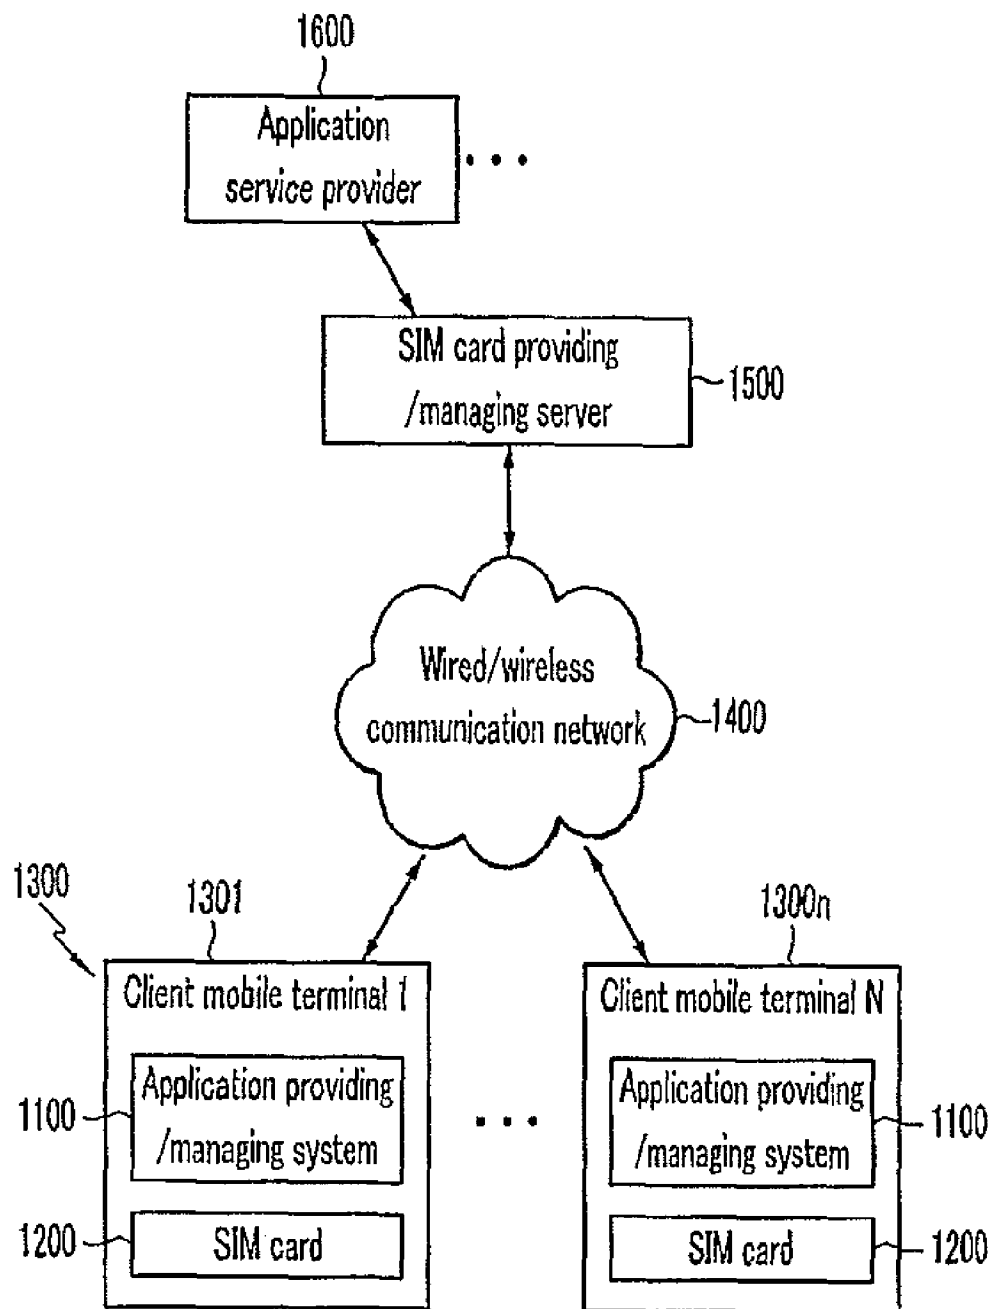 1600
Application
service provider
SIM card providing
/managing server
1500
Wired/wireless
communication network
1400
1300
1301
1300n
Client mobile terminal 1
Client mobile terminal N
Application providing
/managing system
1100
Application providing
/managing system
1100
1200
SIM card
SIM card
1200